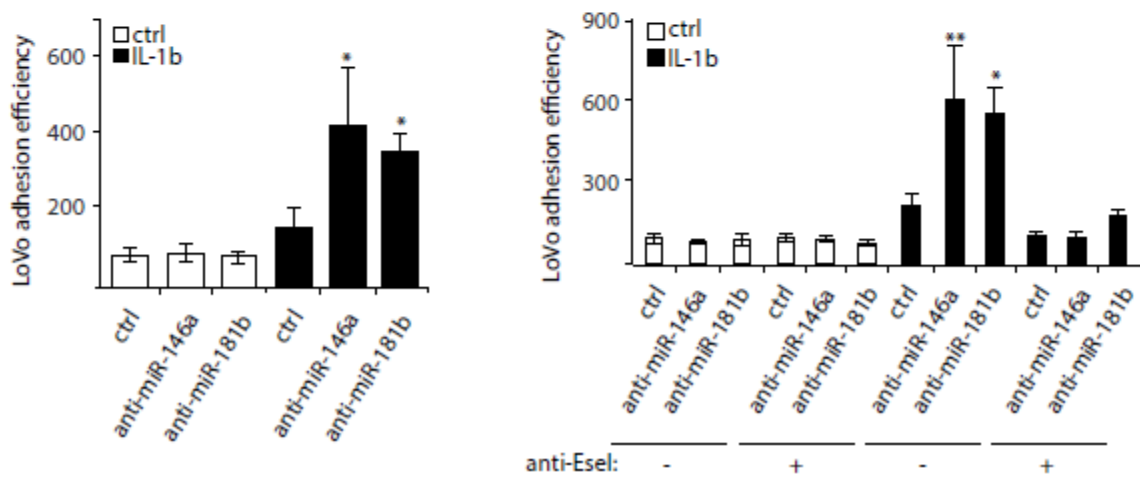 LoVo adhesion efficiency
600
400
200
ctrl
IL-1b
*
*
ctrl
anti-miR-146a
anti-miR-181b
ctrl
anti-miR-146a
anti-miR-181b
LoVo adhesion efficiency
900
600
300
ctrl
IL-1b
**
*
ctrl
anti-miR-146a
anti-miR-181b
ctrl
anti-miR-146a
anti-miR-181b
ctrl
anti-miR-146a
anti-miR-181b
ctrl
anti-miR-146a
anti-miR-181b
anti-Esel: - + - +